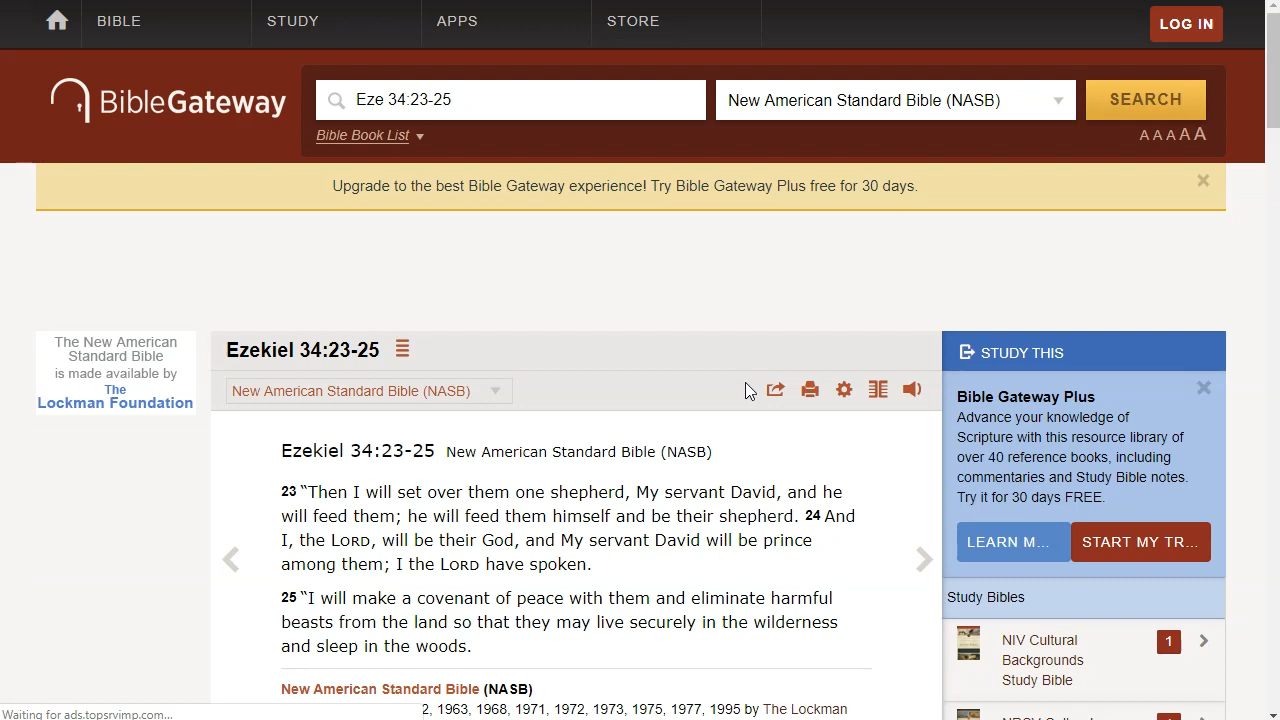 BIBLE STUDY APPS STORE LOG IN
BibleGateway
Eze 34:23-25 New American Standard Bible (NASB) SEARCH
Bible Book List A A A A A
Upgrade to the best Bible Gateway experience! Try Bible Gateway Plus free for 30 days.
The New American
Standard Bible
is made available by
The
Lockman Foundation
Ezekiel 34:23-25
New American Standard Bible (NASB)
Ezekiel 34:23-25 New American Standard Bible (NASB)
23 “Then I will set over them one shepherd, My servant David, and he
will feed them; he will feed them himself and be their shepherd. 24 And
I, the LORD, will be their God, and My servant David will be prince
among them; I the LORD have spoken.
25 “I will make a covenant of peace with them and eliminate harmful
beasts from the land so that they may live securely in the wilderness
and sleep in the woods.
New American Standard Bible (NASB)
2, 1963, 1968, 1971, 1972, 1973, 1975, 1977, 1995 by The Lockman
STUDY THIS
Bible Gateway Plus
Advance your knowledge of
Scripture with this resource library of
over 40 reference books, including
commentaries and Study Bible notes.
Try it for 30 days FREE.
LEARN M... START MY TR...
Study Bibles
NIV Cultural
Backgrounds
Study Bible
1
Waiting for ads.topsrvimp.com...